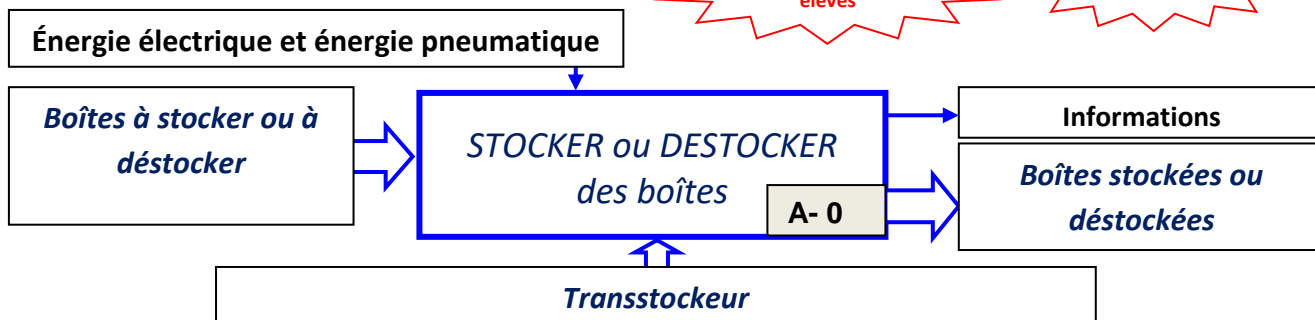 élèves
Énergie électrique et énergie pneumatique
Boîtes à stocker ou à
déstocker
STOCKER ou DESTOCKER
des boîtes
A- 0
Informations
Boîtes stockées ou
déstockées
Transstockeur